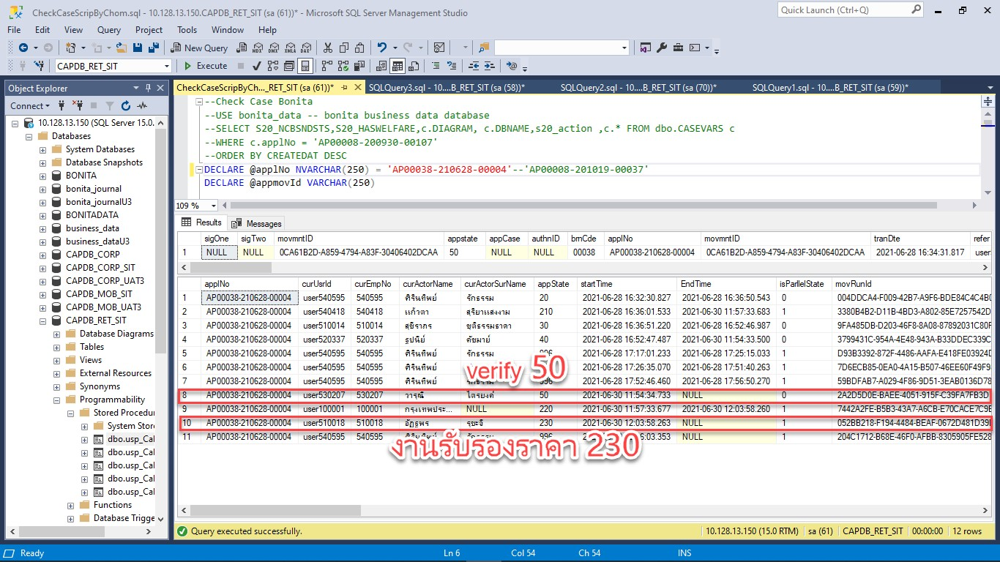 CheckCaseScripByChom.sql - 10.128.13.150.CAPDB_RET_SIT (sa (61))* - Microsoft SQL Server Management Studio
Quick Launch (Ctrl+Q)
File Edit View Query Project Tools Window Help
New Query
CAPDB_RET_SIT Execute
Object Explorer
Connect
10.128.13.150 (SQL Server 15.0.
Databases
System Databases
Database Snapshots
BONITA
bonita_journal
bonita_journalU3
BONITADATA
business_data
business_dataU3
CAPDB_CORP
CAPDB_CORP_SIT
CAPDB_CORP_UAT3
CAPDB_MOB_SIT
CAPDB_MOB_UAT3
CAPDB_RET_SIT
Database Diagrams
Tables
Views
External Resources
Synonyms
Programmability
Stored Procedu
System Stor
dbo.usp_Cal
dbo.usp_Cal
dbo.usp_Cal
dbo.usp_Cal
dbo.usp_Cal
Functions
Database Trigge
CheckCaseScripByCh..._RET_SIT (sa (61))* SQLQuery3.sql - 10....B_RET_SIT (sa (58))* SQLQuery2.sql - 10....B_RET_SIT (sa (70))* SQLQuery1.sql - 10....B_RET_SIT (sa (59))*
--Check Case Bonita
--USE bonita_data -- bonita business data database
--SELECT S20_NCBSNDSTS,S20_HASWELFARE,c.DIAGRAM, c.DBNAME,s20_action ,c.* FROM dbo.CASEVARS c
--WHERE c.applNo = 'AP00008-200930-00107'
--ORDER BY CREATEDAT DESC
DECLARE @applNo NVARCHAR(250) = 'AP00038-210628-00004'--'AP00008-201019-00037'
DECLARE @appmovId VARCHAR(250)
109 %
Results Messages
sigOne sigTwo movmntID appstate appCase authnID brnCde applNo movmntID tranDte refer
1 NULL NULL 0CA61B2D-A859-4794-A83F-30406402DCAA 50 NULL NULL 00038 AP00038-210628-00004 0CA61B2D-A859-4794-A83F-30406402DCAA 2021-06-28 16:34:31.817 user
applNo curUsrId curEmpNo curActorName curActorSurName appState startTime EndTime isParllelState movRunId
1 AP00038-210628-00004 user540595 540595 ศิรินทิพย์ รักธรรม 20 2021-06-28 16:32:30.827 2021-06-28 16:36:50.543 0 004DDCA4-F009-42B7-A9F6-BDE84C4C4B
2 AP00038-210628-00004 user540418 540418 แก้วตา สุริยาแสงงาม 210 2021-06-28 16:36:01.533 2021-06-30 11:57:33.683 1 3380B4B2-D11B-4BD3-A802-85E7257542D
3 AP00038-210628-00004 user510014 510014 สุธิราภร ชุติธรรมธาดา 30 2021-06-28 16:36:51.220 2021-06-28 16:52:46.987 0 9FA485DB-D203-46F8-8A08-87892031C80F
4 AP00038-210628-00004 user520337 520337 ธูปนีย์ คัชมาย์ 40 2021-06-28 16:52:47.487 2021-06-30 11:54:33.500 0 3799431C-954A-4E48-943A-B33DDEC339C
5 AP00038-210628-00004 user540595 540595 ศิรินทิพย์ รักธรรม 996 2021-06-28 17:17:01.233 2021-06-28 17:25:15.033 1 D93B3392-872F-4486-AAFA-E418FE03924D
6 AP00038-210628-00004 user540595 540595 ศิรินทิพย์ 2021-06-28 17:26:35.070 2021-06-28 17:51:40.263 1 7D6ECB85-0EA0-4A15-B507-46EE60F49F9
7 AP00038-210628-00004 user540595 540595 ศิรินทิพย์ รักธรรม 996 2021-06-28 17:52:46.460 2021-06-28 17:56:50.270 1 59BDFAB7-A029-4F86-9D51-3EAB0136D78
verify 50
8 AP00038-210628-00004 user530207 530207 วารุณี ไตรยงค์ 50 2021-06-30 11:54:34.733 NULL 0 2A2D5D0E-BAEE-4051-915F-C39FA7FB3D
9 AP00038-210628-00004 user100001 100001 กรุงเทพประ... NULL 220 2021-06-30 11:57:33.677 2021-06-30 12:03:58.260 1 7442A2FE-B5B3-43A7-A6CB-E70CACE7C9E
10 AP00038-210628-00004 user510018 510018 อัฏฐพร รุยะจิ 230 2021-06-30 12:03:58.263 NULL 1 052BB218-F194-4484-BEAF-0672D481D39
11 AP00038-210628-00004 user540595 540595 ศิรินทิพย์ 996 NULL 1 204C1712-B68E-46F0-AFBB-8305905FE528
งานรับรองราคา 230
Query executed successfully. 10.128.13.150 (15.0 RTM) sa (61) CAPDB_RET_SIT 00:00:00 12 rows
Ready Ln 6 Col 54 Ch 54 INS